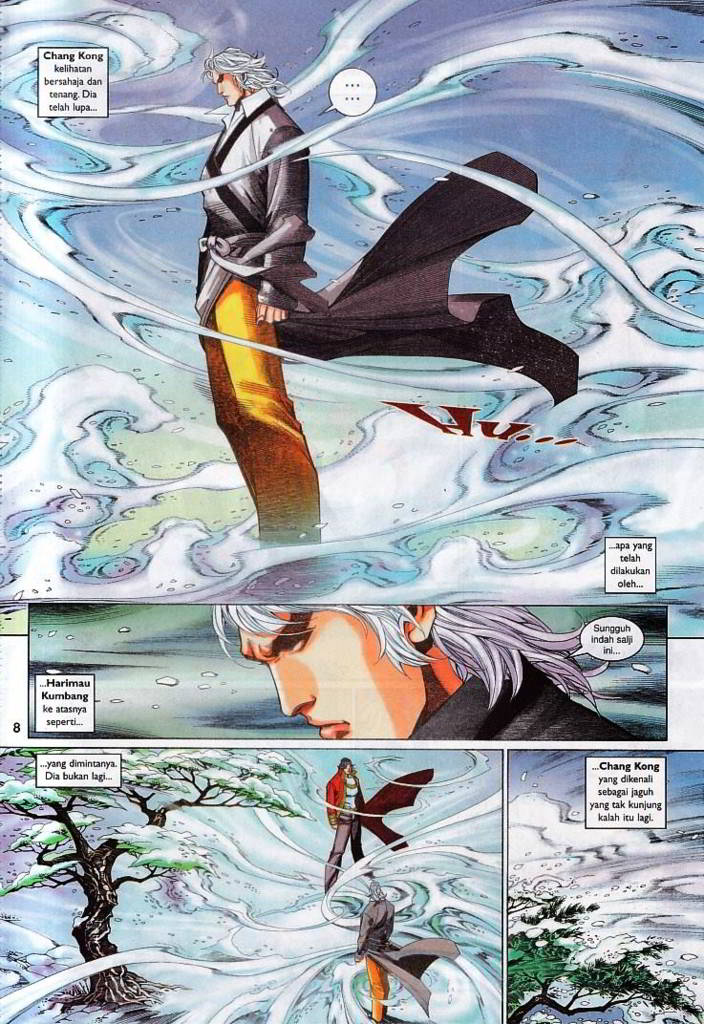 Chang Kong
kelihatan
bersahaja dan
tenang. Dia
telah lupa...
...
...
Hu...
...apa yang
telah
dilakukan
oleh...
Sungguh
indah salji
ini...
...Harimau
Kumbang
ke atasnya
seperti...
8
...yang dimintanya.
Dia bukan lagi...
...Chang Kong
yang dikenali
sebagai jaguh
yang tak kunjung
kalah itu lagi.